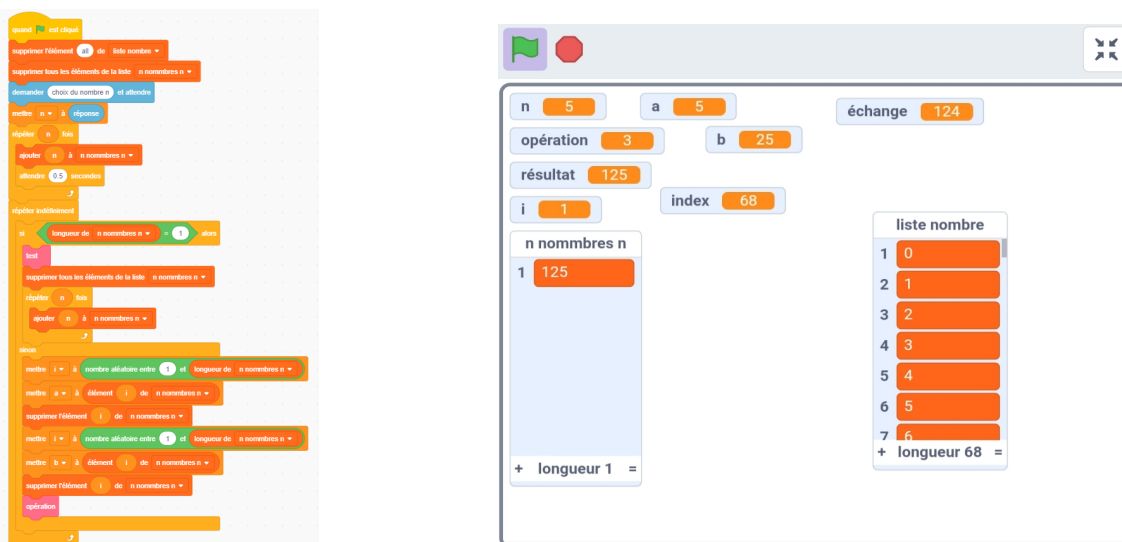 quand est cliqué
supprimer l'élément all de liste nombre
supprimer tous les éléments de la liste n nommbres n
demander choix du nombre n et attendre
mettre n à réponse
répéter n fois
ajouter n à n nommbres n
attendre 0.5 secondes
répéter indéfiniment
si longueur de n nommbres n = 1 alors
test
supprimer tous les éléments de la liste n nommbres n
répéter n fois
ajouter n à n nommbres n
sinon
mettre i à nombre aléatoire entre 1 et longueur de n nommbres n
mettre a à élément i de n nommbres n
supprimer l'élément i de n nommbres n
mettre i à nombre aléatoire entre 1 et longueur de n nommbres n
mettre b à élément i de n nommbres n
supprimer l'élément i de n nommbres n
opération
n 5
a 5
échange 124
opération 3
b 25
résultat 125
index 68
i 1
n nommbres n
1 125
+ longueur 1 =
liste nombre
1 0
2 1
3 2
4 3
5 4
6 5
7 6
+ longueur 68 =